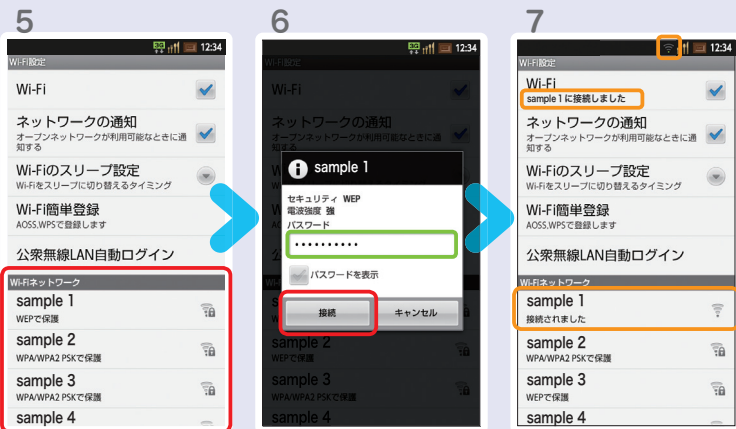 5
3G 12:34
Wi-Fi設定
Wi-Fi
ネットワークの通知
オープンネットワークが利用可能なときに通
知する
Wi-Fiのスリープ設定
Wi-Fiをスリープに切り替えるタイミング
Wi-Fi簡単登録
AOSS,WPSで登録します
公衆無線LAN自動ログイン
Wi-Fiネットワーク
sample 1
WEPで保護
sample 2
WPA/WPA2 PSKで保護
sample 3
WPA/WPA2 PSKで保護
sample 4
6
3G 12:34
Wi-Fi設定
Wi-Fi
ネットワークの通知
オープンネットワークが利用可能なときに通
知する
sample 1
セキュリティ WEP
電波強度 強
パスワード
••••••••••
パスワードを表示
接続 キャンセル
sample 2
WEPで保護
sample 3
WPA/WPA2 PSKで保護
sample 4
7
12:34
Wi-Fi設定
Wi-Fi
sample 1 に接続しました
ネットワークの通知
オープンネットワークが利用可能なときに通
知する
Wi-Fiのスリープ設定
Wi-Fiをスリープに切り替えるタイミング
Wi-Fi簡単登録
AOSS,WPSで登録します
公衆無線LAN自動ログイン
Wi-Fiネットワーク
sample 1
接続されました
sample 2
WPA/WPA2 PSKで保護
sample 3
WEPで保護
sample 4